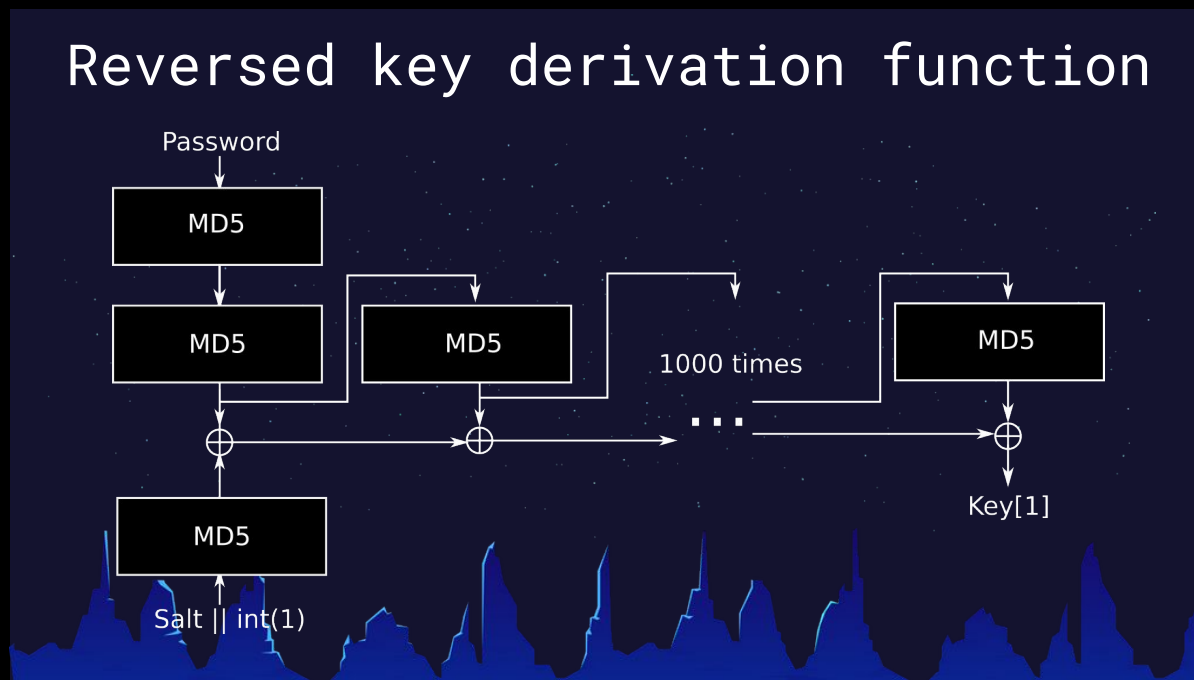 Reversed key derivation function
Password
MD5
MD5
MD5
1000 times
...
MD5
Key[1]
MD5
Salt || int(1)